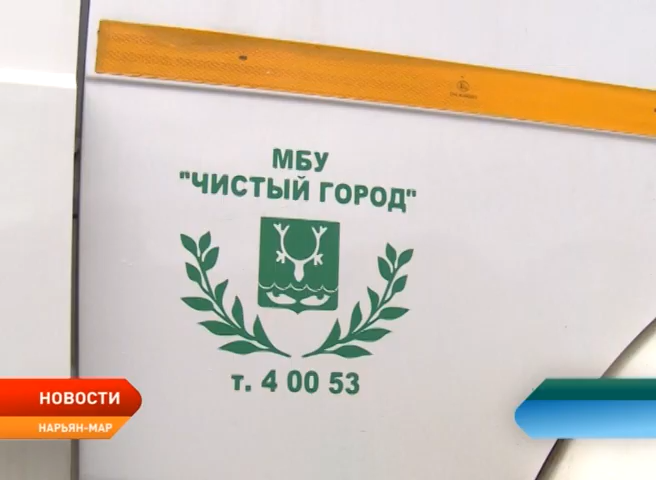 МБУ
"ЧИСТЫЙ ГОРОД"
т. 4 00 53
НОВОСТИ
НАРЬЯН-МАР